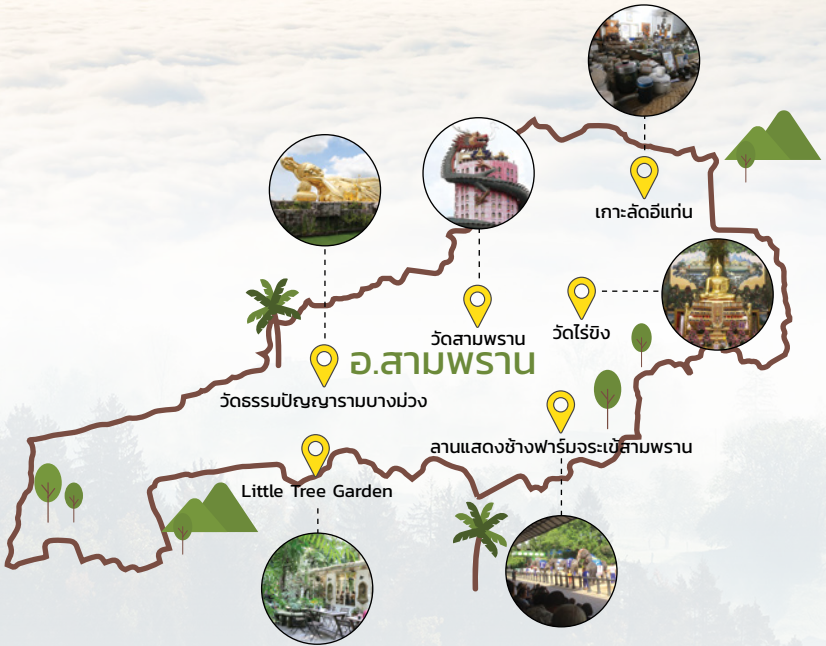 เกาะลัดอีแท่น
วัดสามพราน
วัดไร่ขิง
อ.สามพราน
วัดธรรมปัญญารามบางม่วง
ลานแสดงช้างฟาร์มจระเข้สามพราน
Little Tree Garden